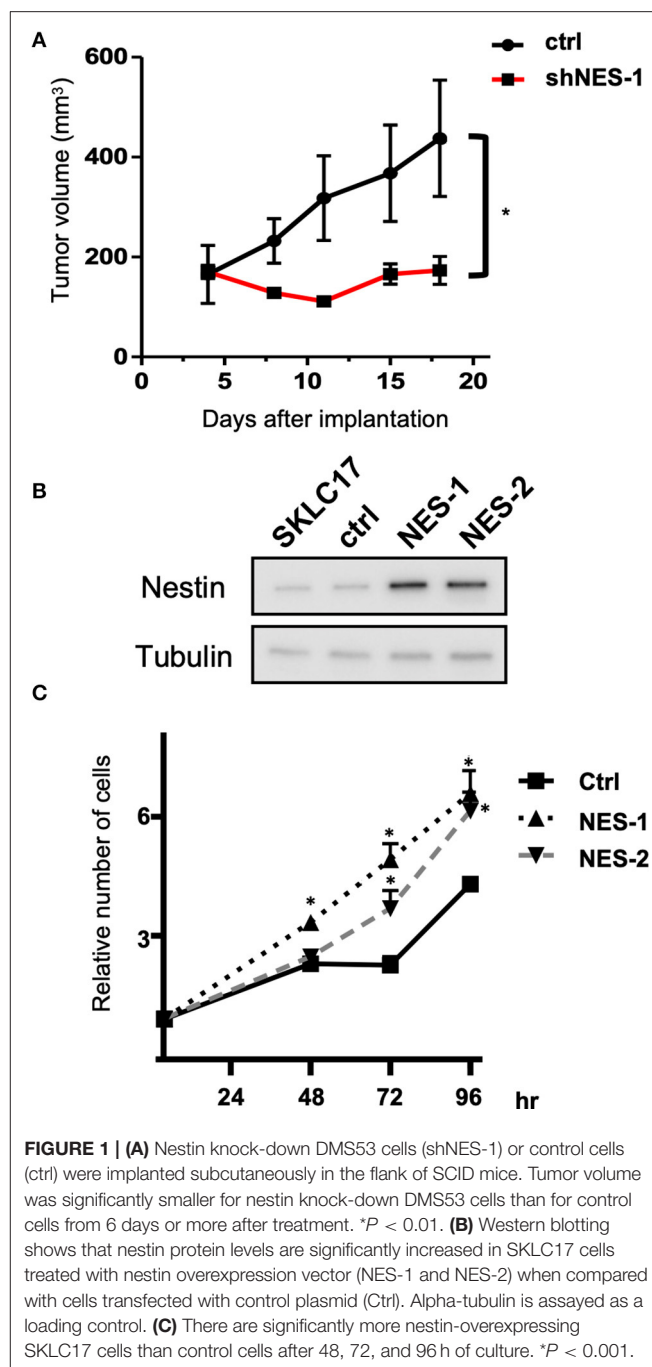 A
ctrl
shNES-1
600
400
200
0
Tumor volume (mm³)
*
0 5 10 15 20
Days after implantation
B
SKLC17 ctrl NES-1 NES-2
Nestin
Tubulin
C
Relative number of cells
6
3
* * * * *
Ctrl
NES-1
NES-2
24 48 72 96 hr
FIGURE 1 | (A) Nestin knock-down DMS53 cells (shNES-1) or control cells
(ctrl) were implanted subcutaneously in the flank of SCID mice. Tumor volume
was significantly smaller for nestin knock-down DMS53 cells than for control
cells from 6 days or more after treatment. *P < 0.01. (B) Western blotting
shows that nestin protein levels are significantly increased in SKLC17 cells
treated with nestin overexpression vector (NES-1 and NES-2) when compared
with cells transfected with control plasmid (Ctrl). Alpha-tubulin is assayed as a
loading control. (C) There are significantly more nestin-overexpressing
SKLC17 cells than control cells after 48, 72, and 96 h of culture. *P < 0.001.